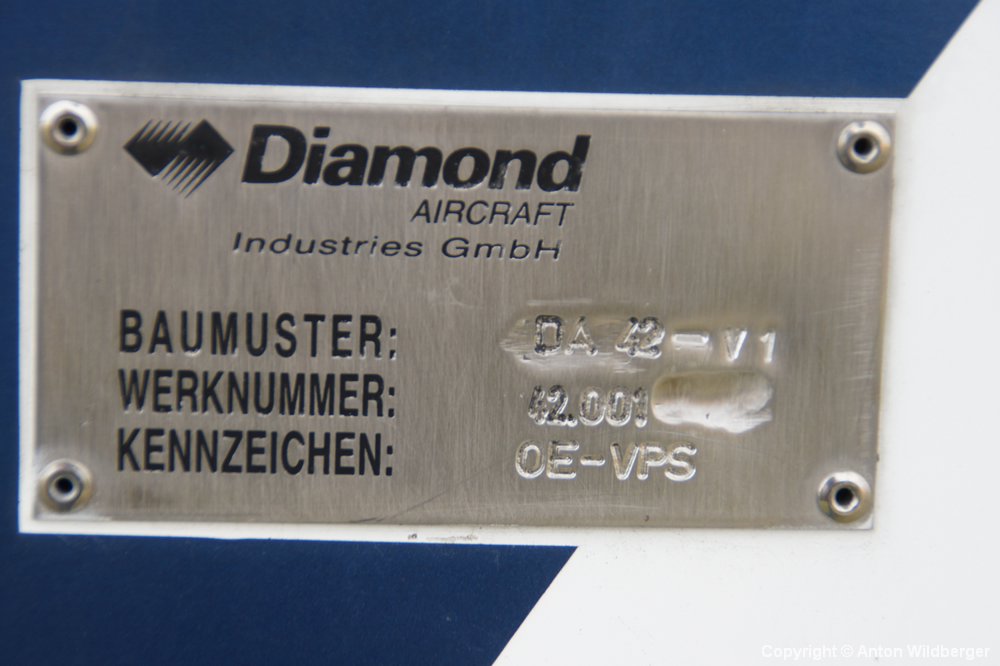 Diamond
AIRCRAFT
Industries GmbH
BAUMUSTER: DA 42-V1
WERKNUMMER: 42.001
KENNZEICHEN: OE-VPS
Copyright © Anton Wildberger